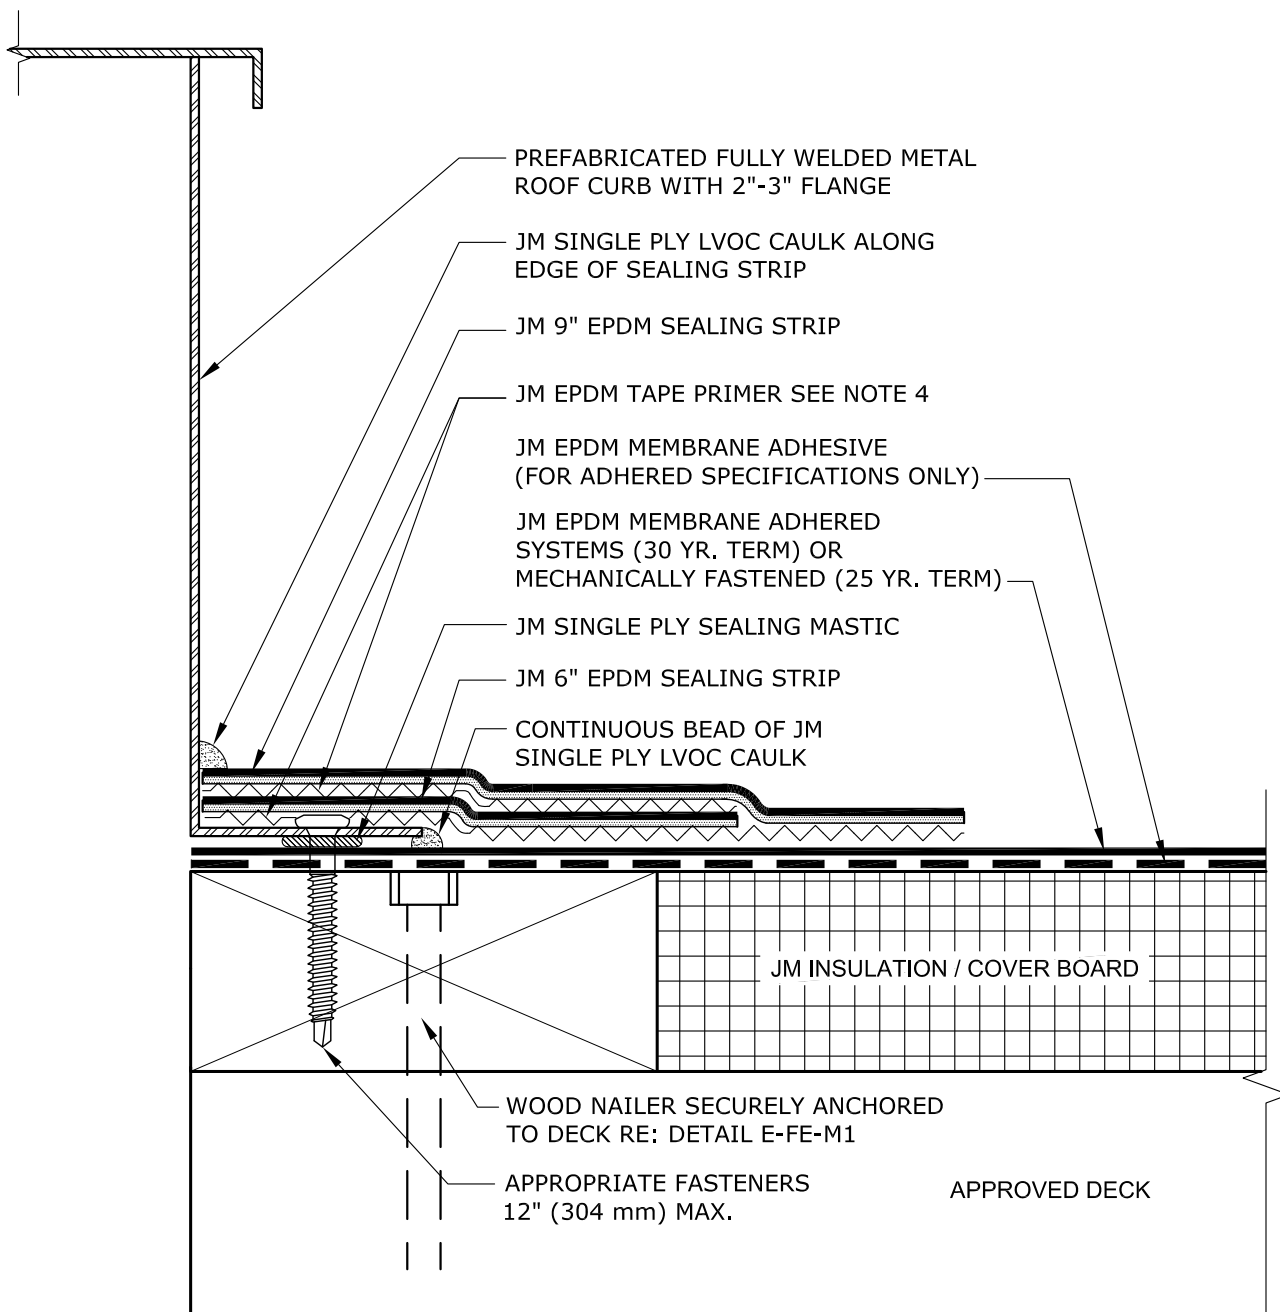 PREFABRICATED FULLY WELDED METAL
ROOF CURB WITH 2"-3" FLANGE
JM SINGLE PLY LVOC CAULK ALONG
EDGE OF SEALING STRIP
JM 9" EPDM SEALING STRIP
JM EPDM TAPE PRIMER SEE NOTE 4
JM EPDM MEMBRANE ADHESIVE
(FOR ADHERED SPECIFICATIONS ONLY)
JM EPDM MEMBRANE ADHERED
SYSTEMS (30 YR. TERM) OR
MECHANICALLY FASTENED (25 YR. TERM)
JM SINGLE PLY SEALING MASTIC
JM 6" EPDM SEALING STRIP
CONTINUOUS BEAD OF JM
SINGLE PLY LVOC CAULK
JM INSULATION / COVER BOARD
WOOD NAILER SECURELY ANCHORED
TO DECK RE: DETAIL E-FE-M1
APPROPRIATE FASTENERS
12" (304 mm) MAX.
APPROVED DECK